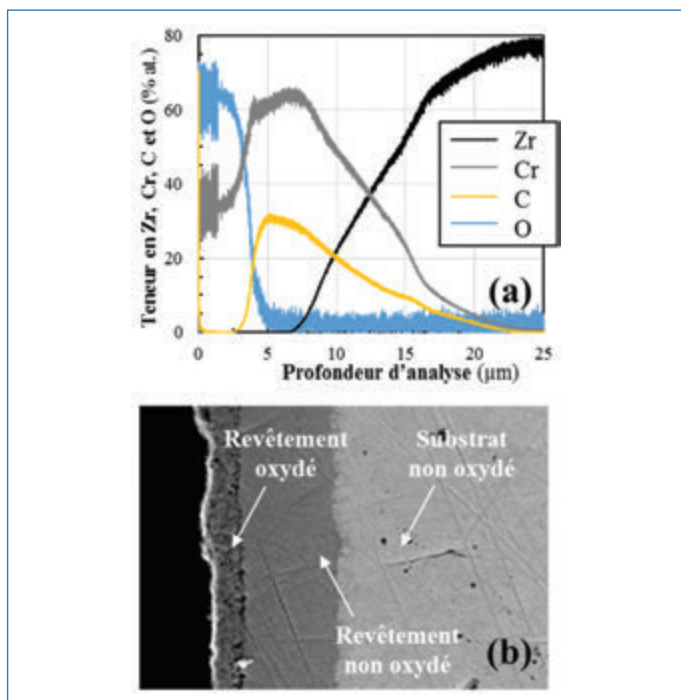 Teneur en Zr, Cr, C et O (% at.)
80
60
40
20
0
Zr
Cr
C
O
(a)
0
5
10
15
20
25
Profondeur d'analyse (µm)
Revêtement
oxydé
Substrat
non oxydé
Revêtement
non oxydé
(b)